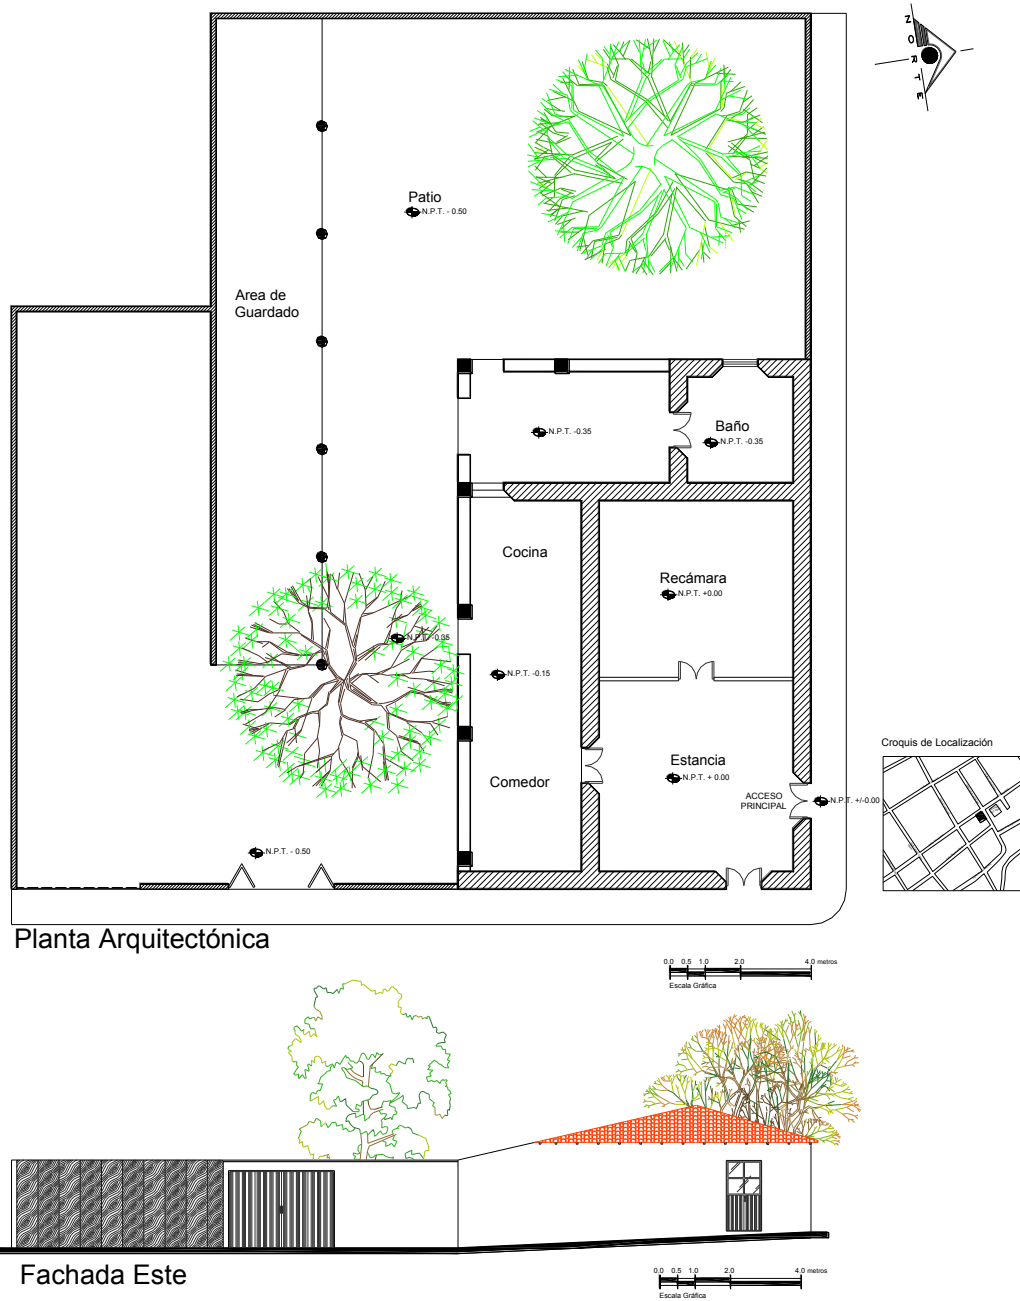 NORTE
Patio
N.P.T. - 0.50
Area de
Guardado
N.P.T. -0.35
Baño
N.P.T. -0.35
Cocina
Recámara
N.P.T. +0.00
N.P.T. -0.35
N.P.T. -0.15
Croquis de Localización
Estancia
N.P.T. + 0.00
Comedor
ACCESO
PRINCIPAL
N.P.T. +/-0.00
N.P.T. - 0.50
Planta Arquitectónica
0.0 0.5 1.0 2.0 4.0 metros
Escala Gráfica
Fachada Este
0.0 0.5 1.0 2.0 4.0 metros
Escala Gráfica